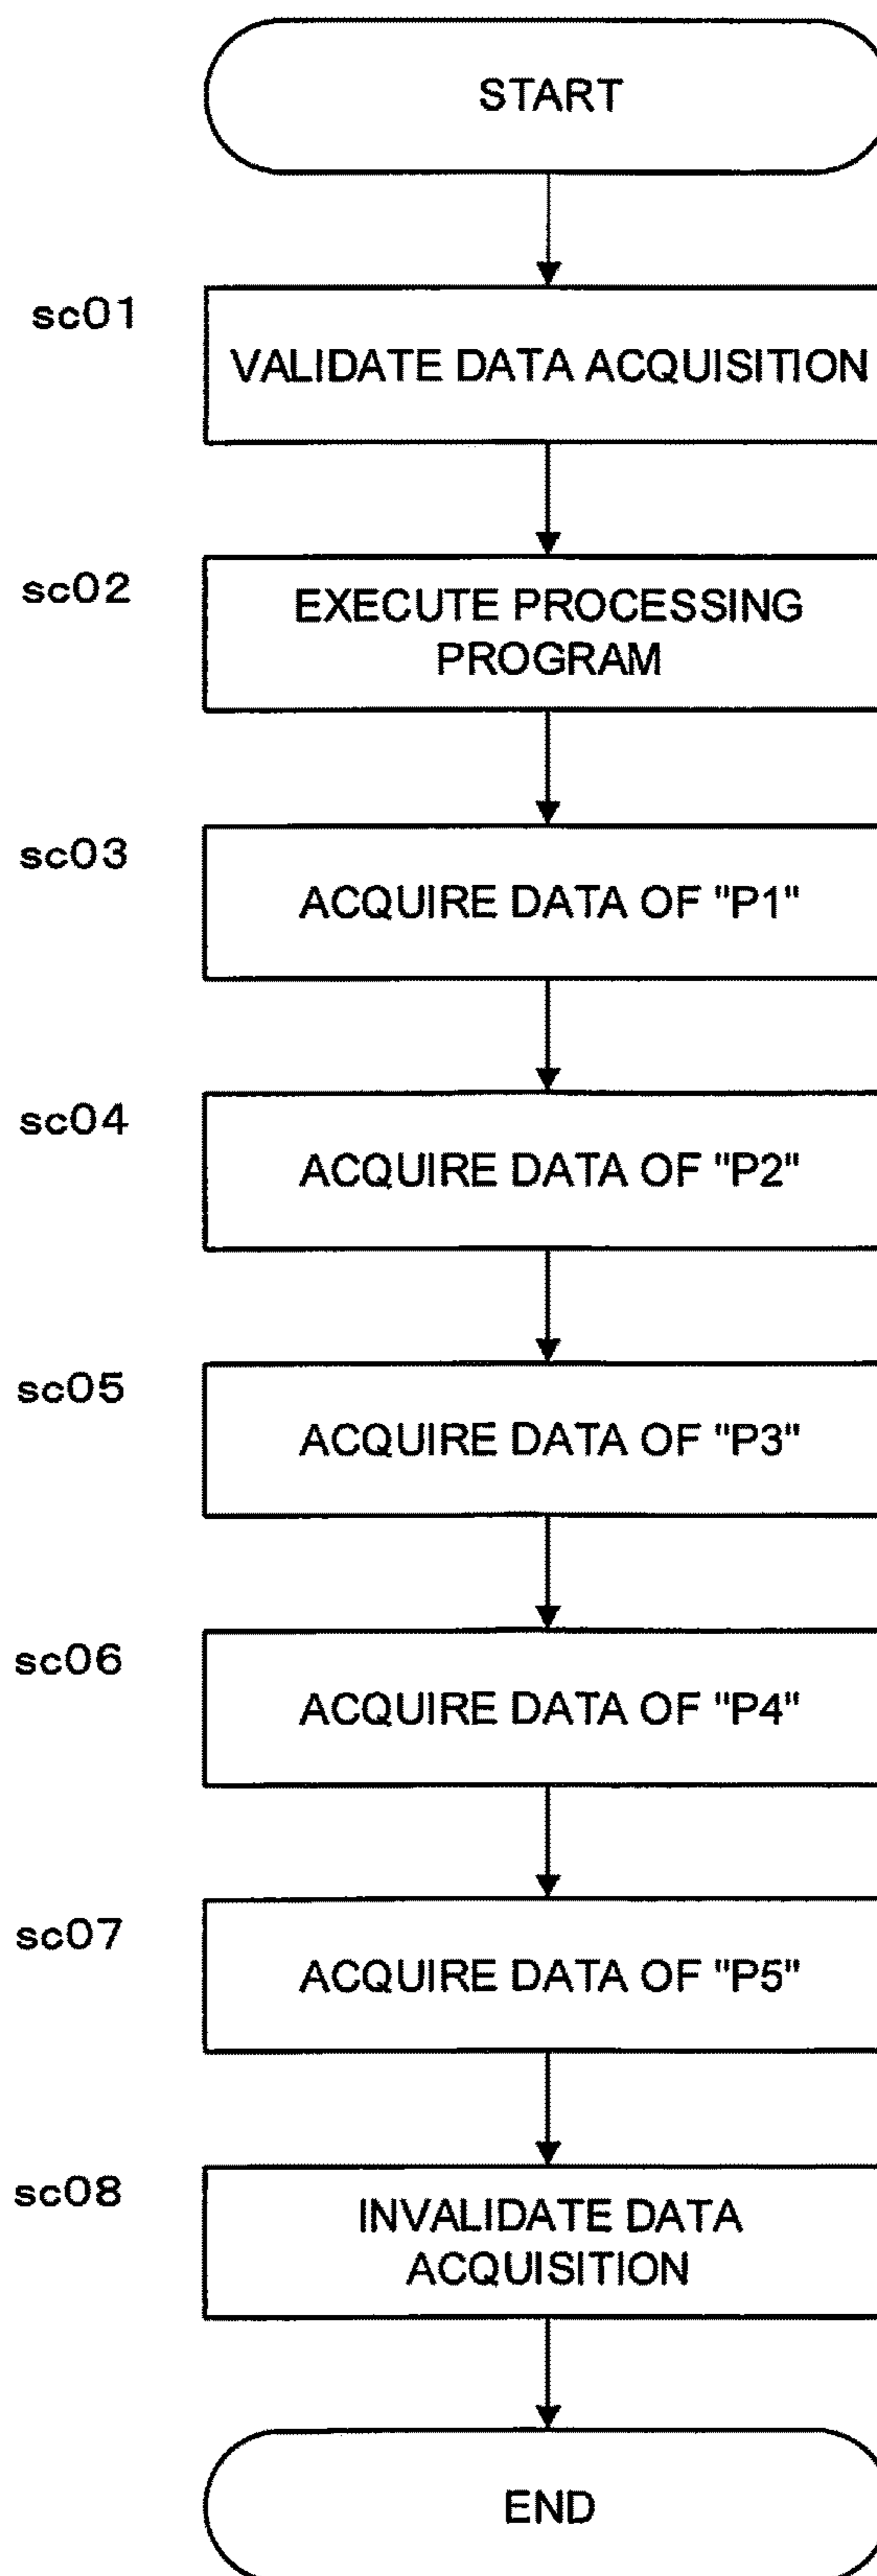 START
sc01
VALIDATE DATA ACQUISITION
sc02
EXECUTE PROCESSING
PROGRAM
sc03
ACQUIRE DATA OF "P1"
sc04
ACQUIRE DATA OF "P2"
sc05
ACQUIRE DATA OF "P3"
sc06
ACQUIRE DATA OF "P4"
sc07
ACQUIRE DATA OF "P5"
sc08
INVALIDATE DATA
ACQUISITION
END